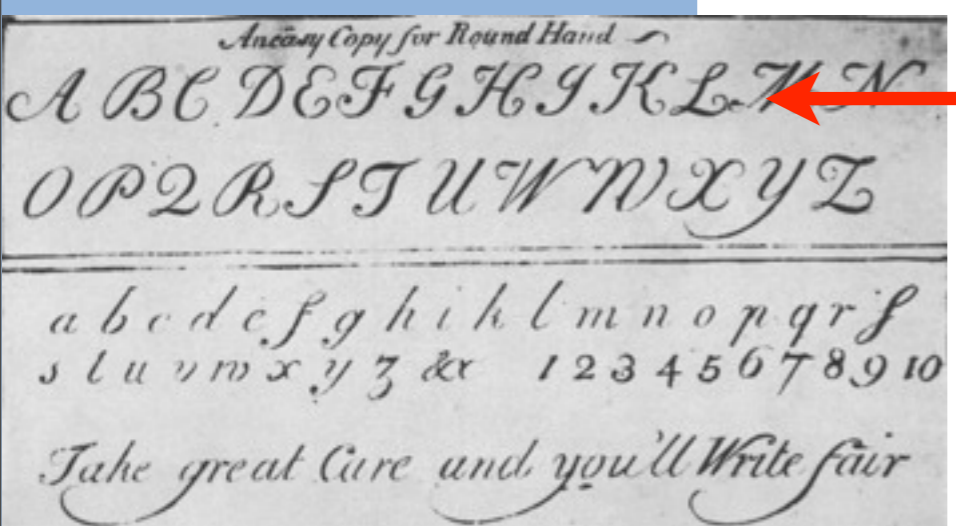 An easy Copy for Round Hand
A B C D E F G H I K L M N
O P Q R S T U W W X Y Z
a b c d e f g h i k l m n o p q r ſ
s t u v w x y z & 1 2 3 4 5 6 7 8 9 10
Take great Care and you'll Write fair